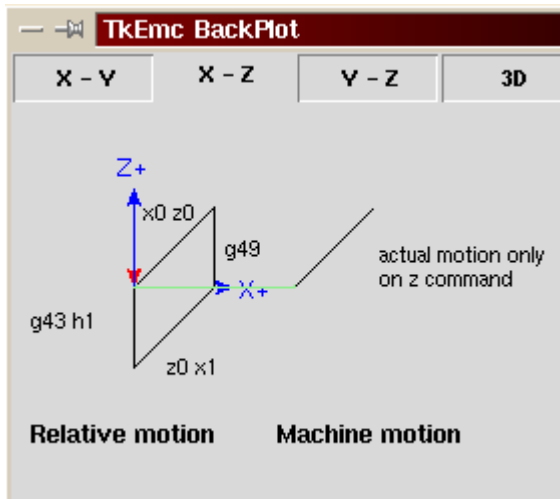 TkEmc BackPlot
X - Y
X - Z
Y - Z
3D
Z+
x0 z0
g49
actual motion only
on z command
X+
g43 h1
z0 x1
Relative motion
Machine motion